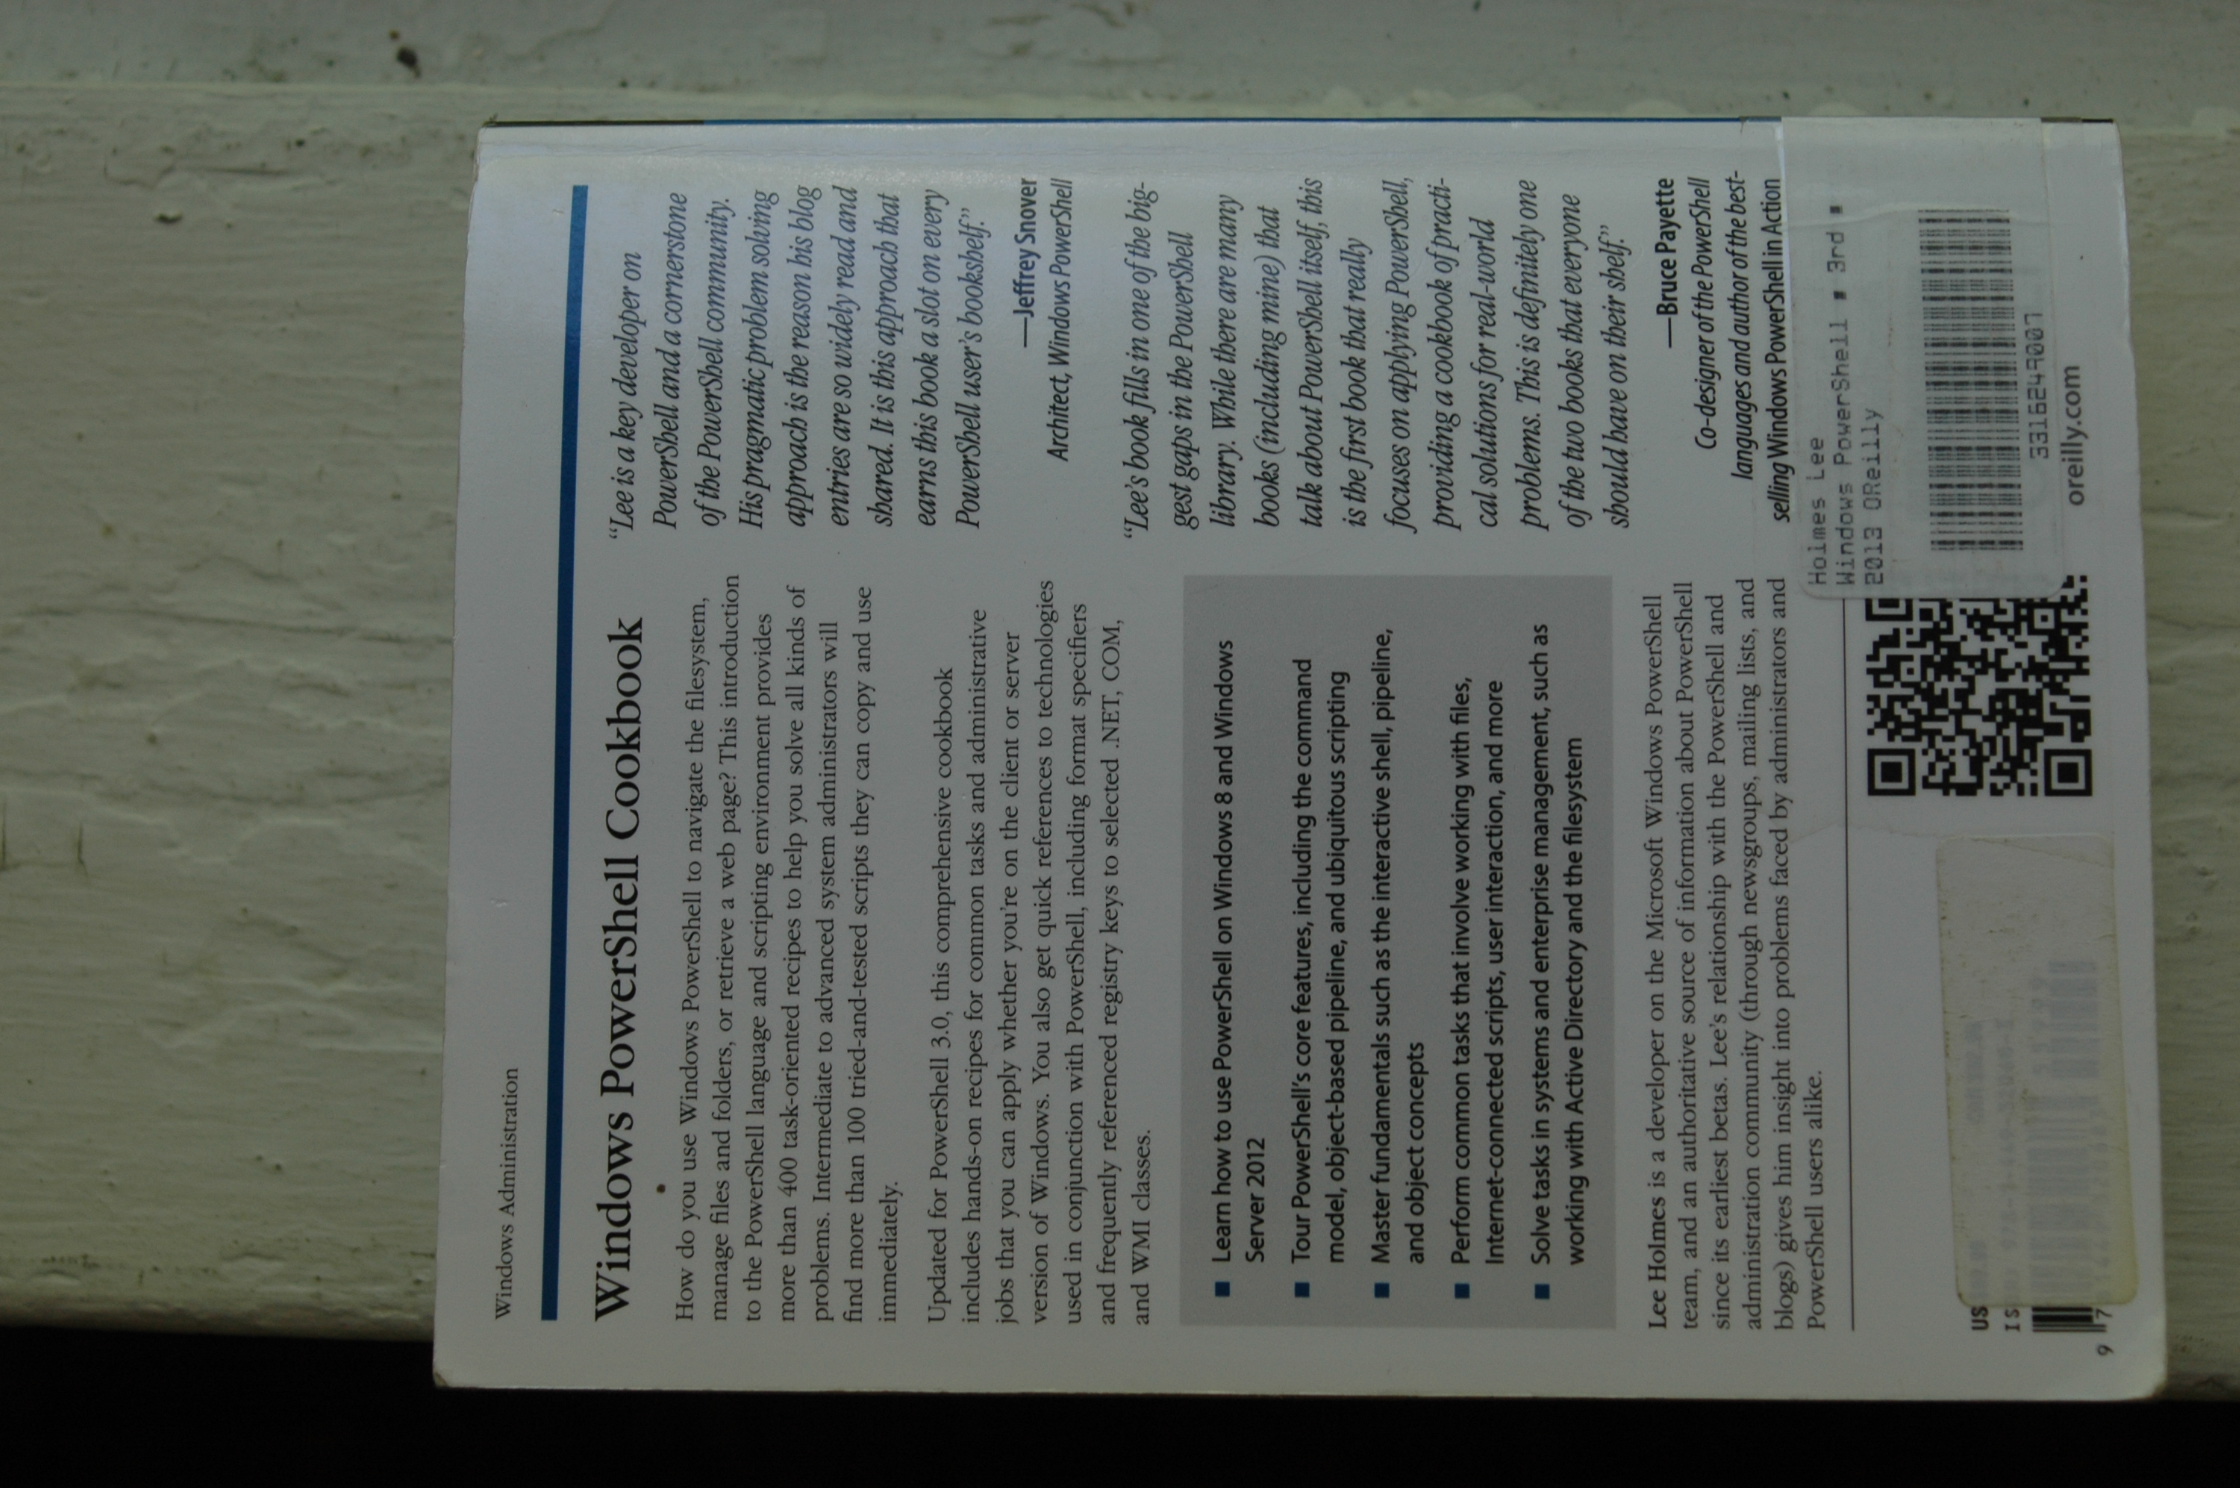 Windows Administration
Windows PowerShell Cookbook
How do you use Windows PowerShell to navigate the filesystem,
manage files and folders, or retrieve a web page? This introduction
to the PowerShell language and scripting environment provides
more than 400 task-oriented recipes to help you solve all kinds of
problems. Intermediate to advanced system administrators will
find more than 100 tried-and-tested scripts they can copy and use
immediately.
Updated for PowerShell 3.0, this comprehensive cookbook
includes hands-on recipes for common tasks and administrative
jobs that you can apply whether you're on the client or server
version of Windows. You also get quick references to technologies
used in conjunction with PowerShell, including format specifiers
and frequently referenced registry keys to selected .NET, COM,
and WMI classes.
■ Learn how to use PowerShell on Windows 8 and Windows
Server 2012
■ Tour PowerShell's core features, including the command
model, object-based pipeline, and ubiquitous scripting
■ Master fundamentals such as the interactive shell, pipeline,
and object concepts
■ Perform common tasks that involve working with files,
Internet-connected scripts, user interaction, and more
■ Solve tasks in systems and enterprise management, such as
working with Active Directory and the filesystem
Lee Holmes is a developer on the Microsoft Windows PowerShell
team, and an authoritative source of information about PowerShell
since its earliest betas. Lee's relationship with the PowerShell and
administration community (through newsgroups, mailing lists, and
blogs) gives him insight into problems faced by administrators and
PowerShell users alike.
"Lee is a key developer on
PowerShell and a cornerstone
of the PowerShell community.
His pragmatic problem solving
approach is the reason his blog
entries are so widely read and
shared. It is this approach that
earns this book a slot on every
PowerShell user's bookshelf."
—Jeffrey Snover
Architect, Windows PowerShell
"Lee's book fills in one of the big-
gest gaps in the PowerShell
library. While there are many
books (including mine) that
talk about PowerShell itself, this
is the first book that really
focuses on applying PowerShell,
providing a cookbook of practi-
cal solutions for real-world
problems. This is definitely one
of the two books that everyone
should have on their shelf."
—Bruce Payette
Co-designer of the PowerShell
languages and author of the best-
selling Windows PowerShell in Action
Holmes Lee
Windows PowerShell ▪ 3rd ▪
2013 OReilly
3316249007
oreilly.com
US
IS
9 7